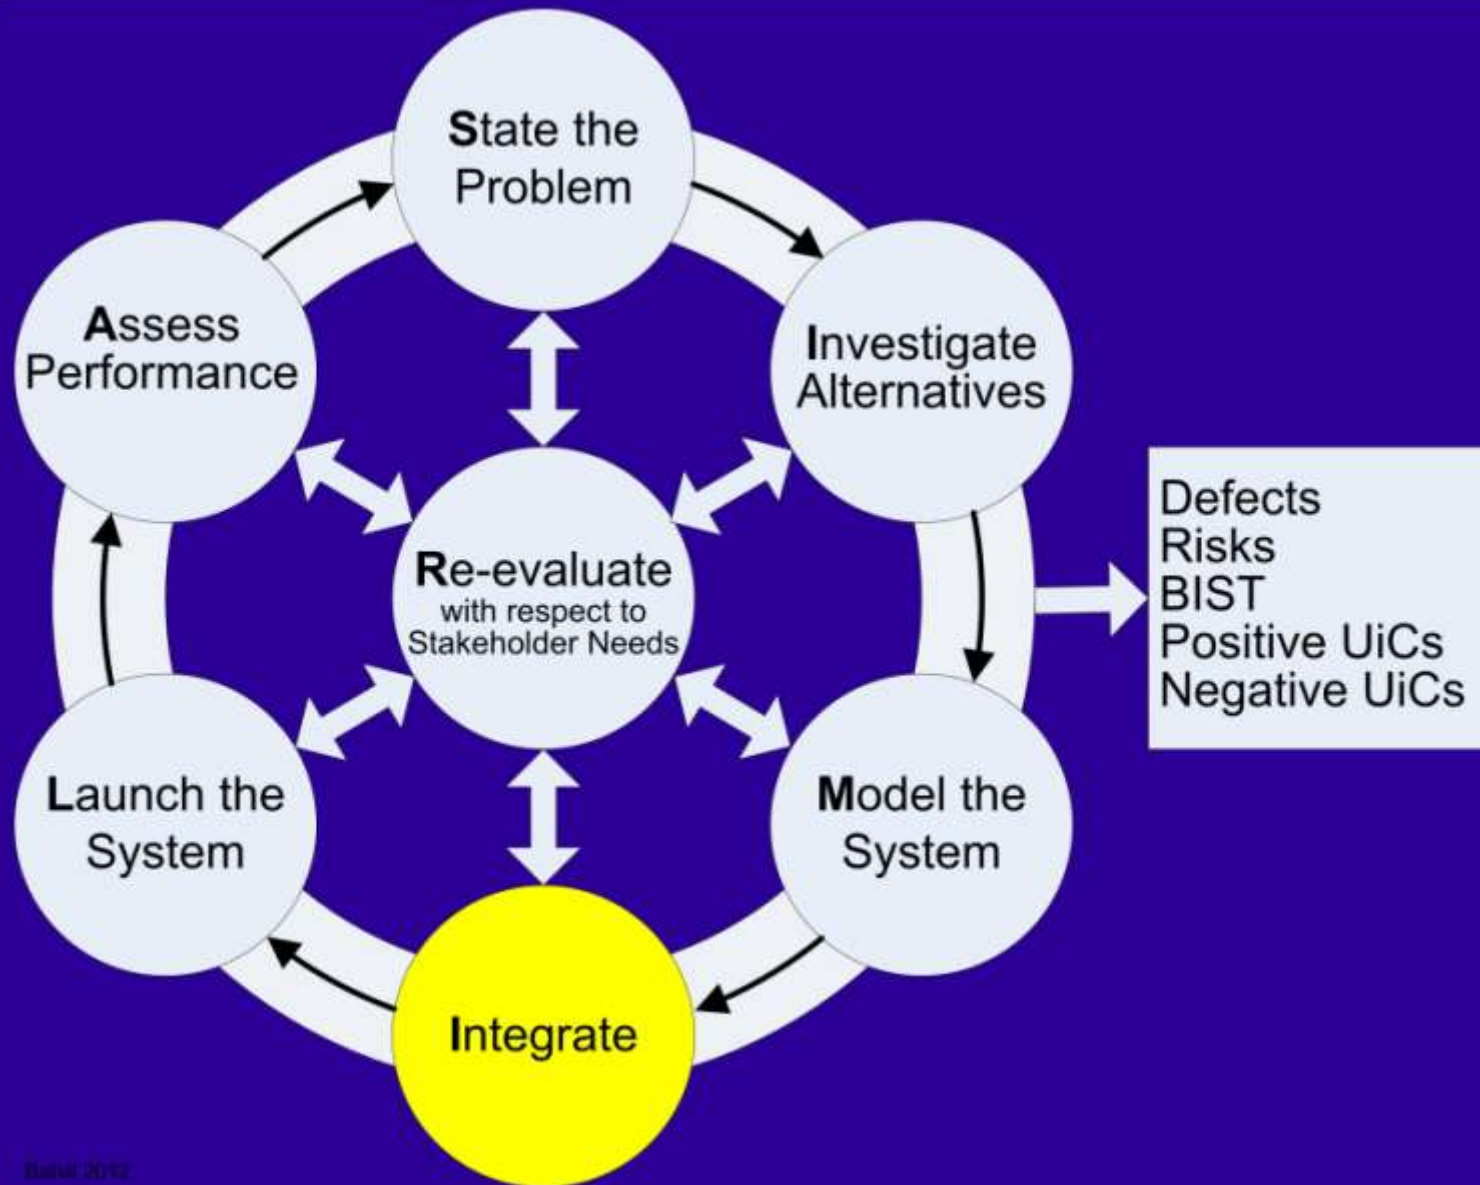 State the
Problem
Investigate
Alternatives
Model the
System
Integrate
Launch the
System
Assess
Performance
Re-evaluate
with respect to
Stakeholder Needs
Defects
Risks
BIST
Positive UiCs
Negative UiCs
2012